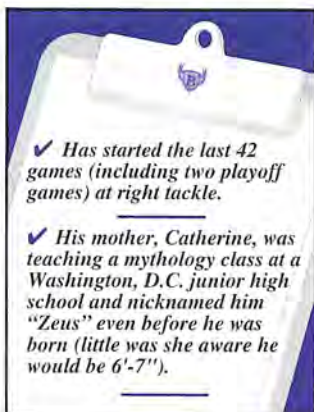 B
✔ Has started the last 42
games (including two playoff
games) at right tackle.
✔ His mother, Catherine, was
teaching a mythology class at a
Washington, D.C. junior high
school and nicknamed him
“Zeus” even before he was
born (little was she aware he
would be 6'-7").